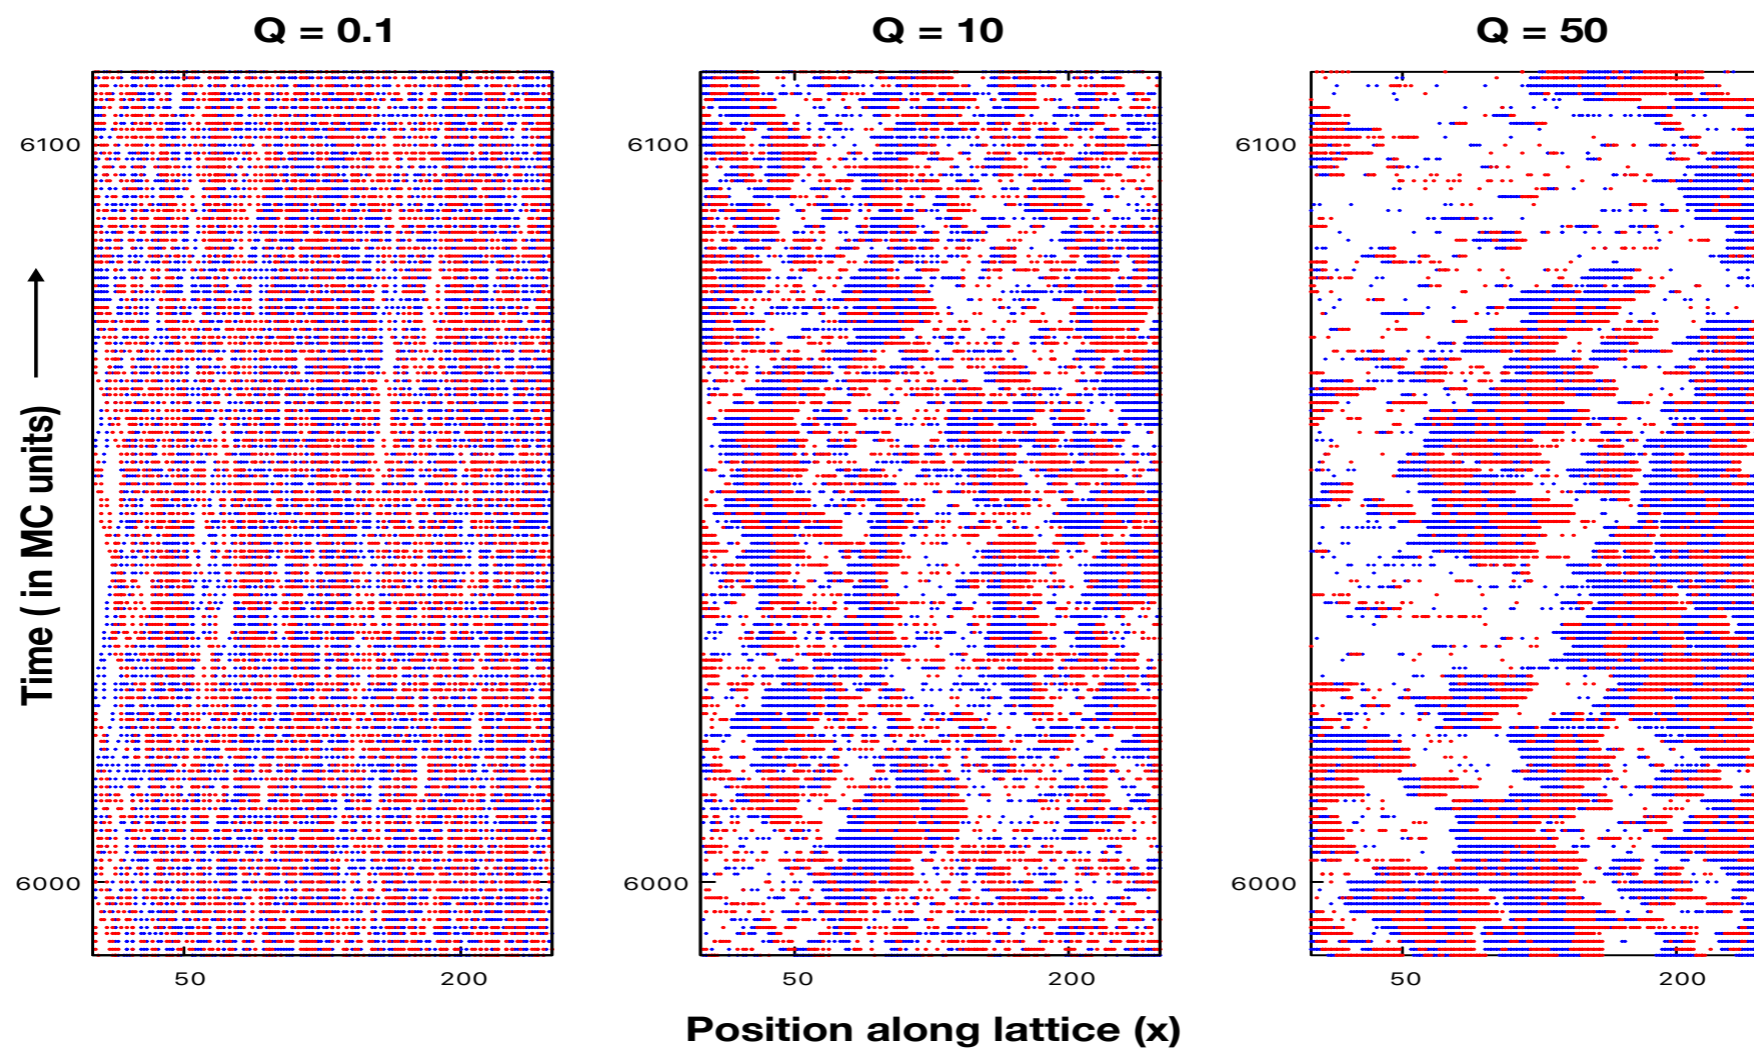 Q = 0.1
Q = 10
Q = 50
6100
6100
6100
Time ( in MC units)
6000
6000
6000
50
200
50
200
50
200
Position along lattice (x)